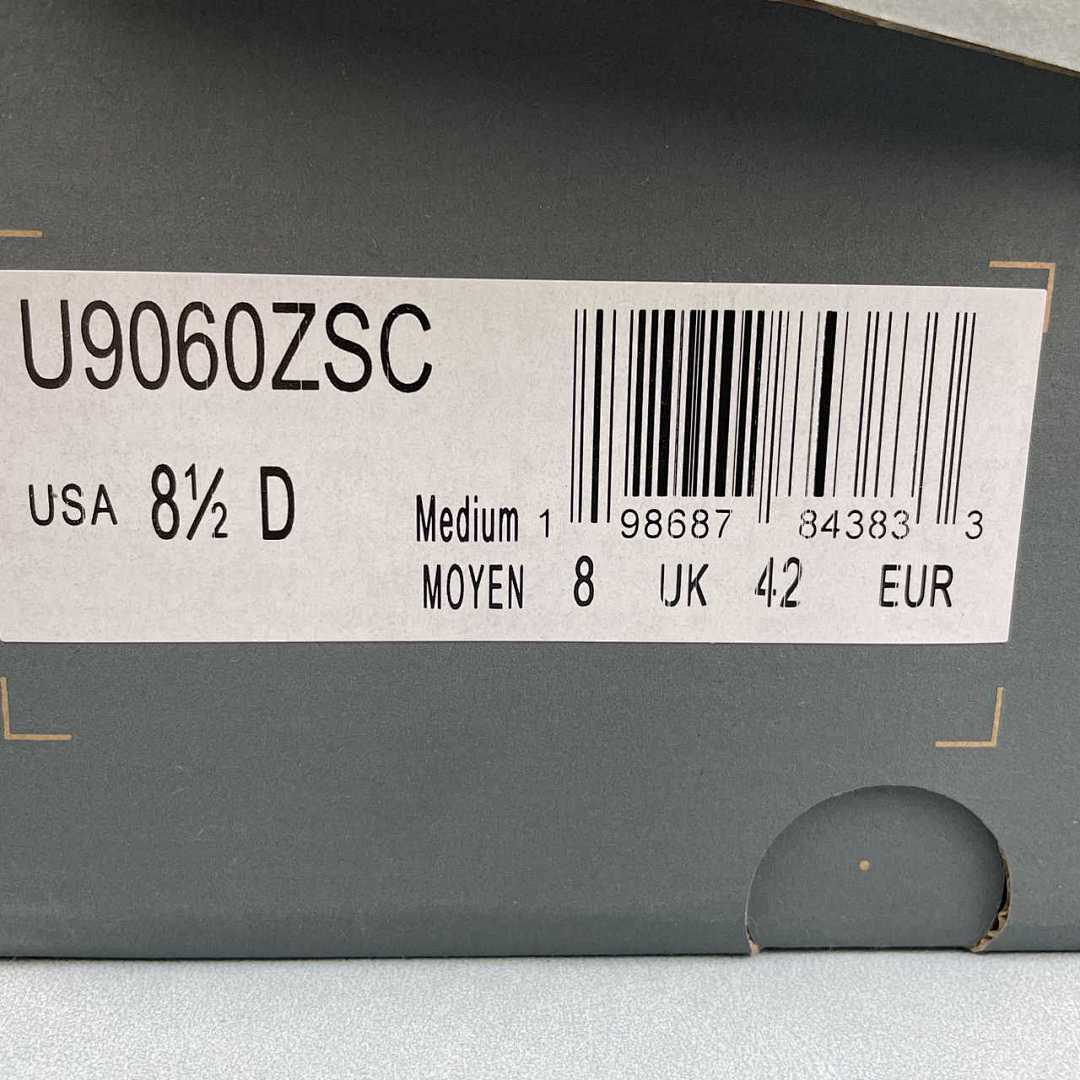 U9060ZSC
USA 8½ D
Medium 1 98687 84383 3
MOYEN 8 UK 42 EUR